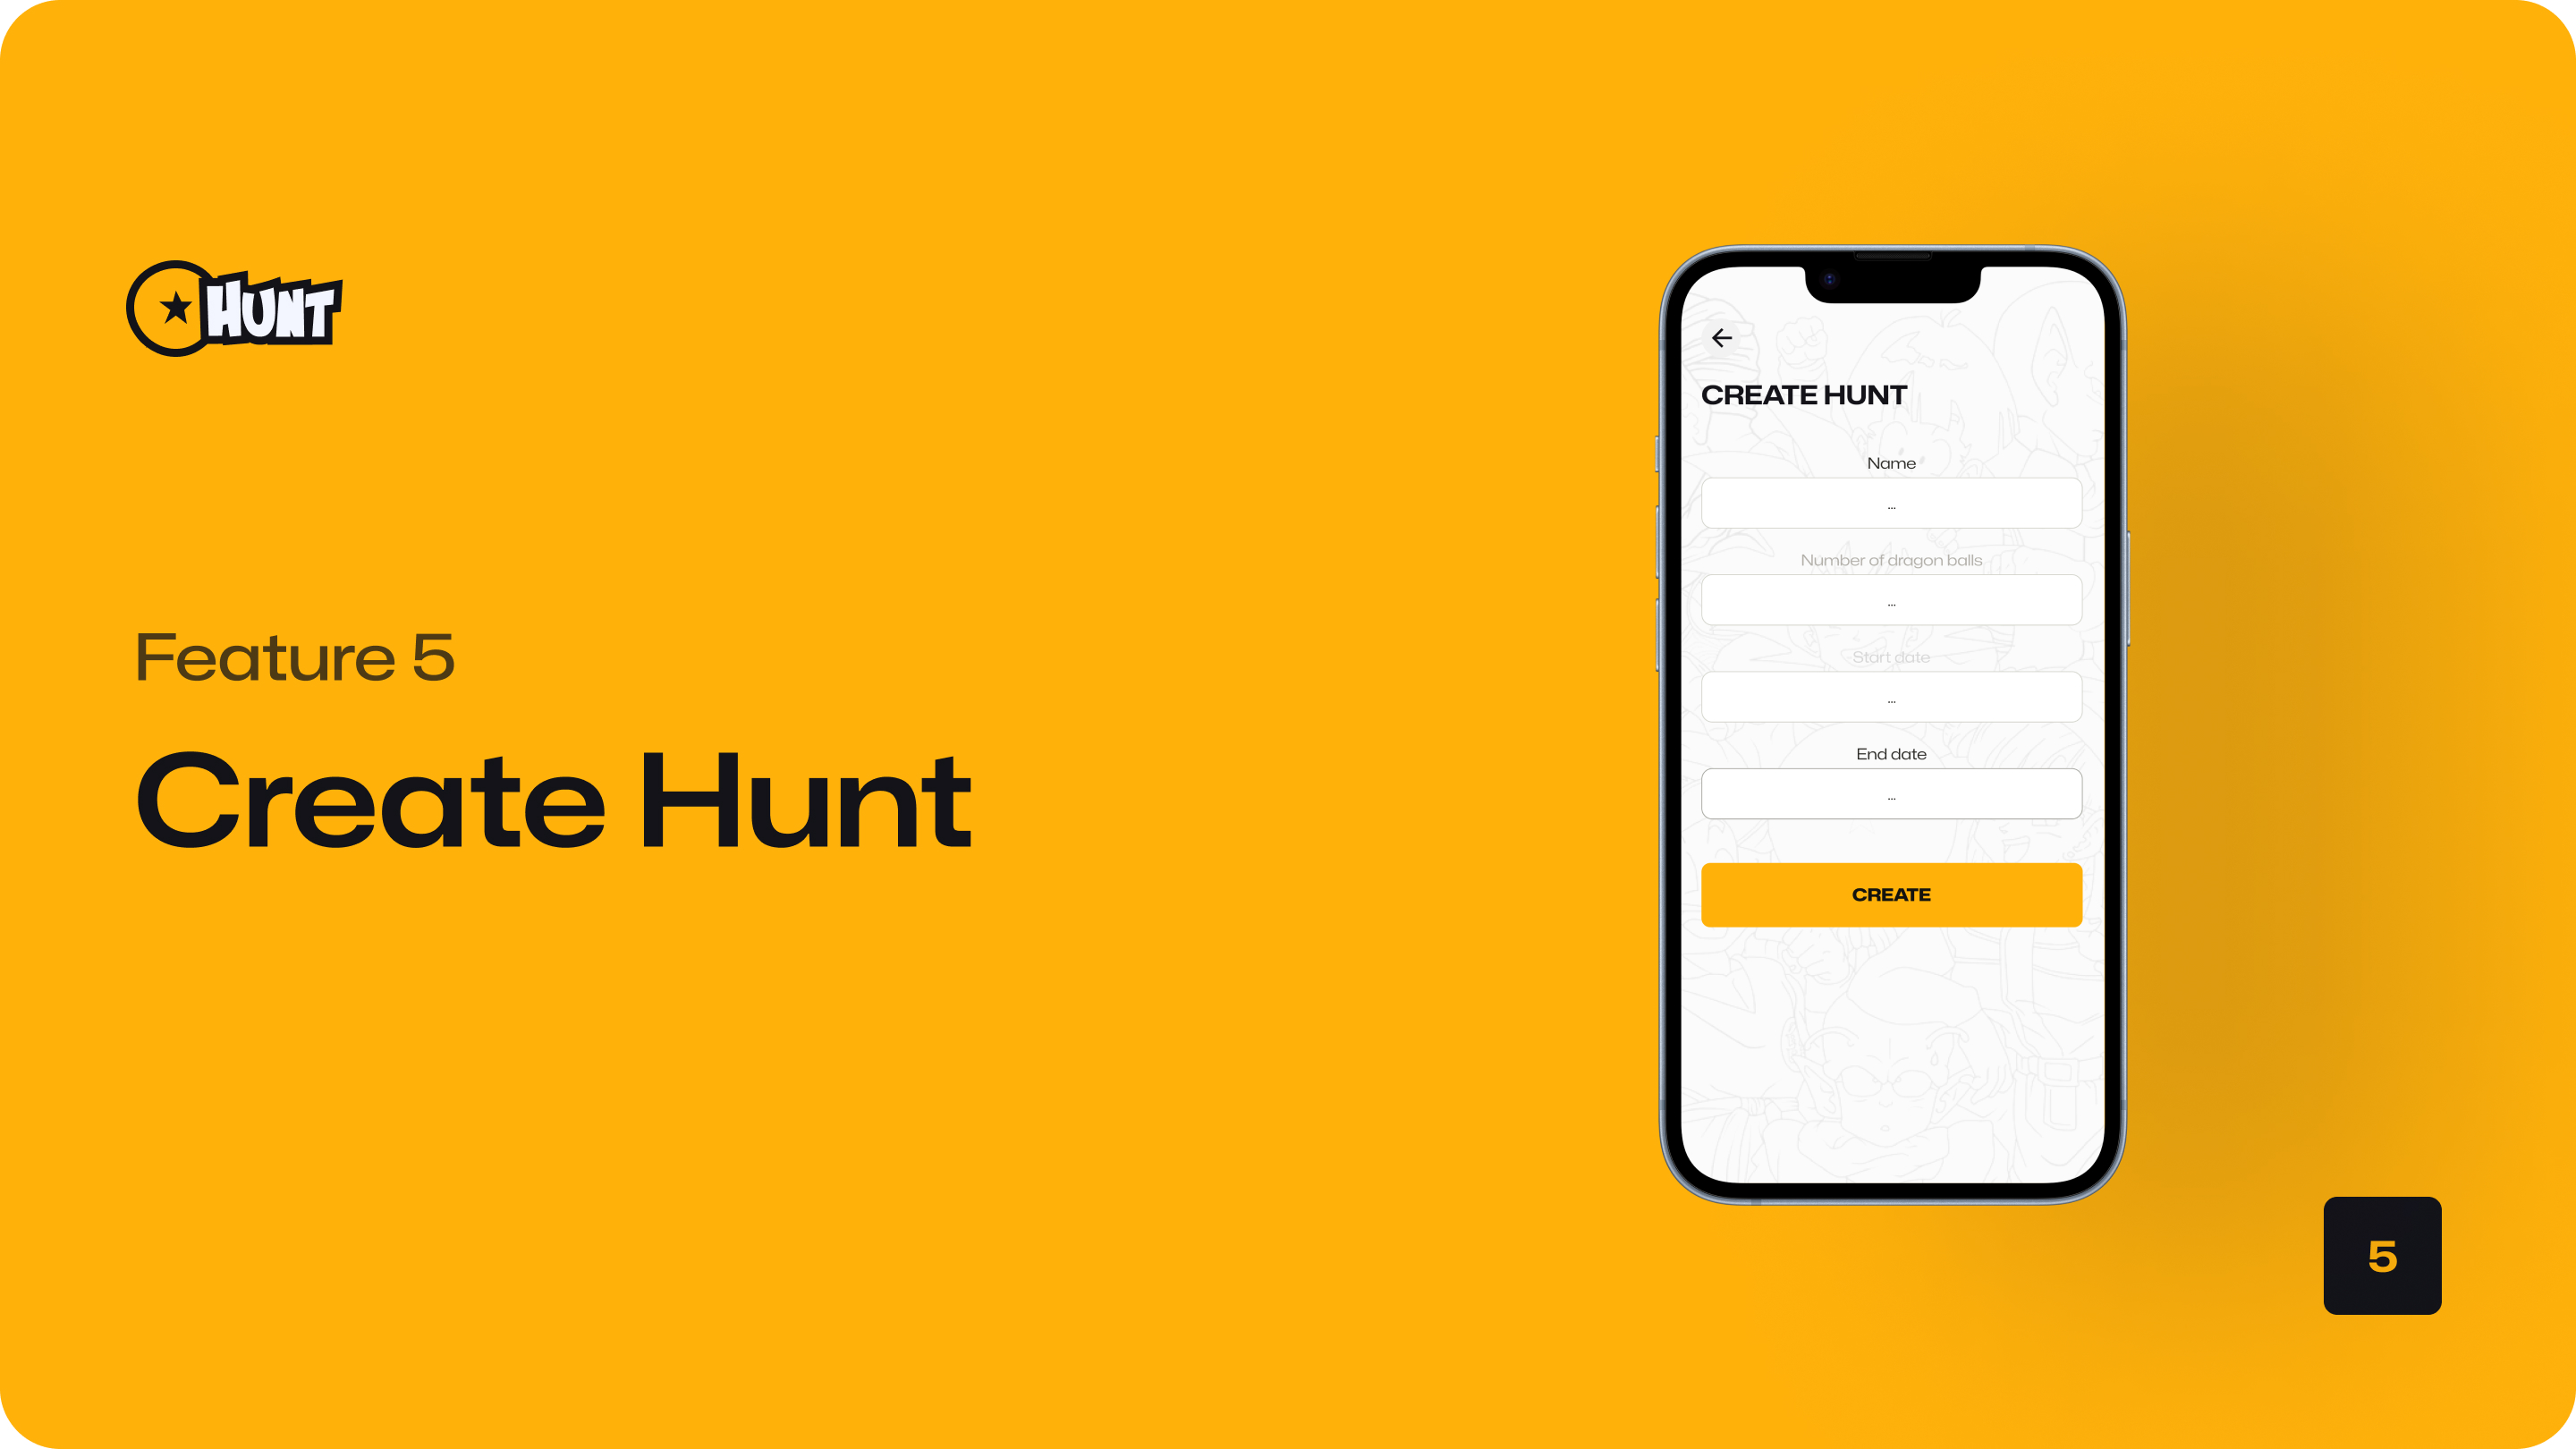 HUNT
Feature 5
Create Hunt
CREATE HUNT
Name
...
Number of dragon balls
...
Start date
...
End date
...
CREATE
5